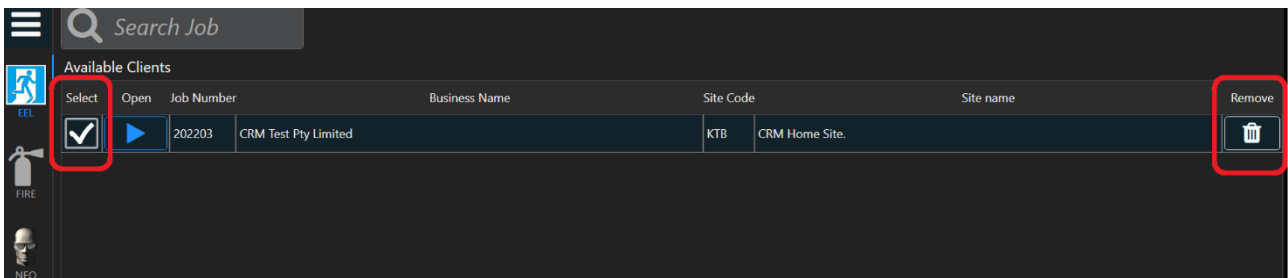 Search Job
Available Clients
Select Open Job Number Business Name Site Code Site name Remove
202203 CRM Test Pty Limited KTB CRM Home Site.
EEL
FIRE
NEO